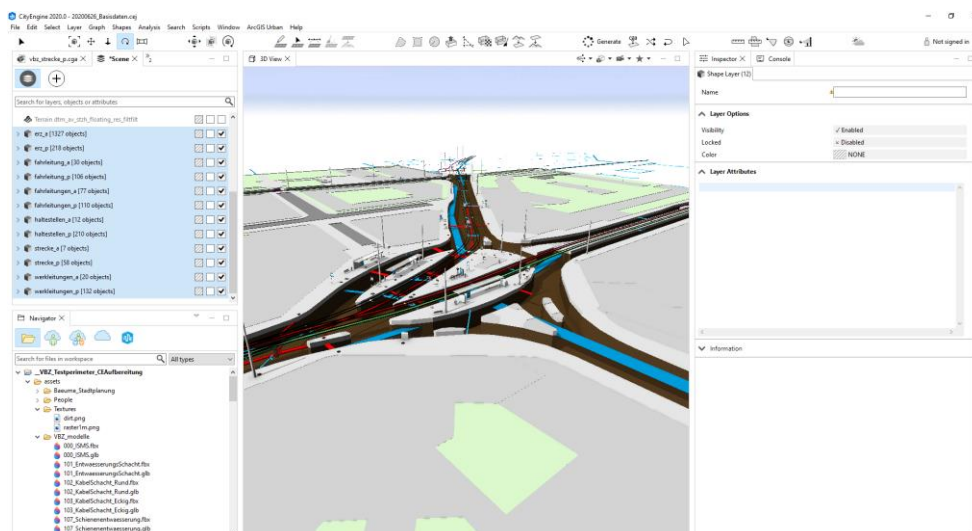 CityEngine 2020.0 - 20200626_Basisdaten.cej
File Edit Select Layer Graph Shapes Analysis Search Scripts Window ArcGIS Urban Help
Generate
Not signed in
vbz_strecke_p.cga
*Scene
3D View
Inspector
Console
Search for layers, objects or attributes
Terrain dtm_av_stzh_floating_res_filtfilt
erz_a [1327 objects]
erz_p [218 objects]
fahrleitung_a [30 objects]
fahrleitung_p [106 objects]
fahrleitungen_a [77 objects]
fahrleitungen_p [110 objects]
haltestellen_a [12 objects]
haltestellen_p [210 objects]
strecke_a [7 objects]
strecke_p [58 objects]
werkleitungen_a [20 objects]
werkleitungen_p [132 objects]
Navigator
Search for files in workspace
All types
__VBZ_Testperimeter_CEAufbereitung
assets
Baeume_Stadtplanung
People
Textures
dirt.png
raster1m.png
VBZ_modelle
000_ISMS.fbx
000_ISMS.glb
101_EntwaesserungsSchacht.fbx
101_EntwaesserungsSchacht.glb
102_KabelSchacht_Rund.fbx
102_KabelSchacht_Rund.glb
103_KabelSchacht_Eckig.fbx
103_KabelSchacht_Eckig.glb
107_Schienenentwaesserung.fbx
107_Schienenentwaesserung.glb
Shape Layer (12)
Name
Layer Options
Visibility
Enabled
Locked
= Disabled
Color
NONE
Layer Attributes
Information